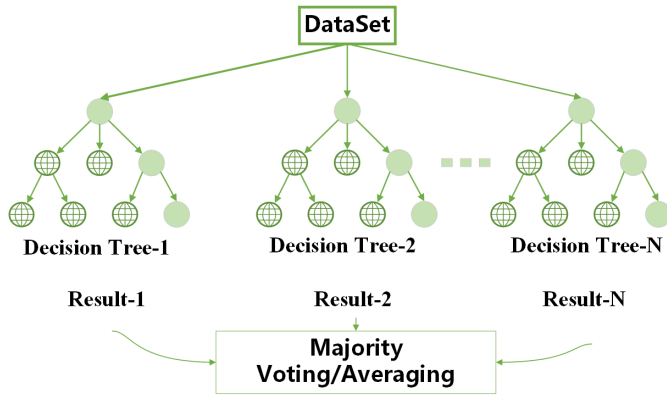 DataSet
Decision Tree-1
Decision Tree-2
Decision Tree-N
Result-1
Result-2
Result-N
Majority
Voting/Averaging